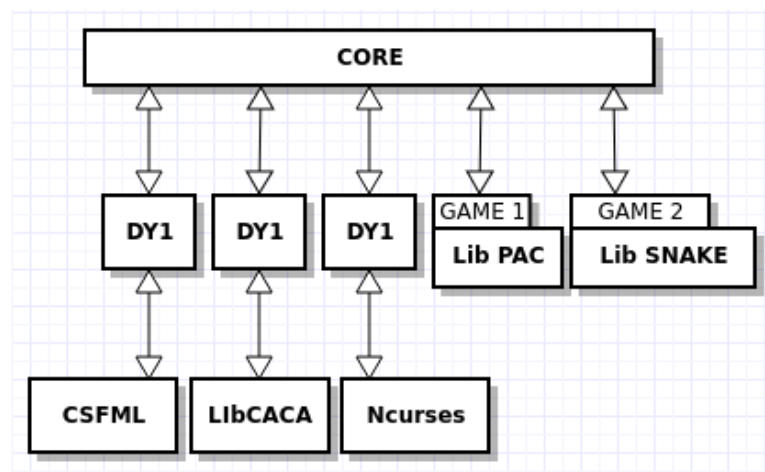 CORE
DY1
DY1
DY1
GAME 1
Lib PAC
GAME 2
Lib SNAKE
CSFML
LIbCACA
Ncurses